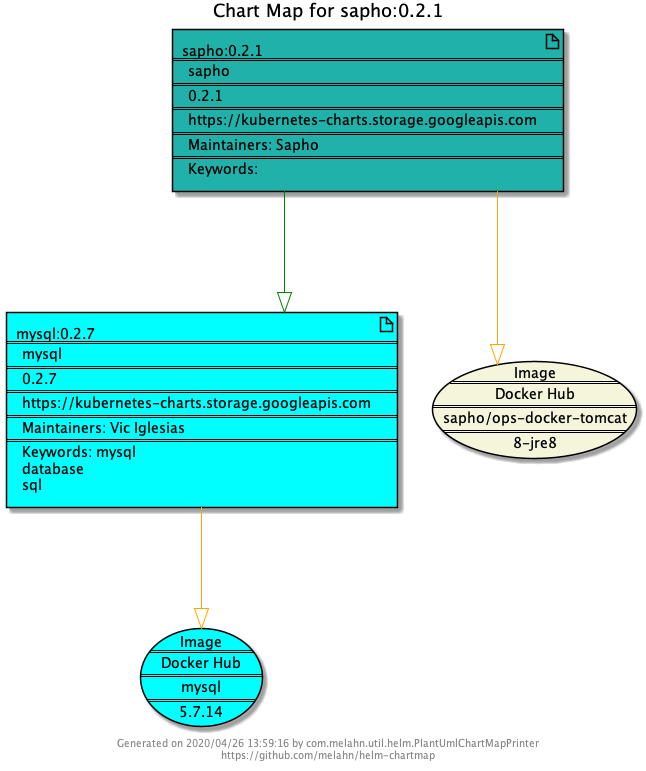 Chart Map for sapho:0.2.1
sapho:0.2.1
sapho
0.2.1
https://kubernetes-charts.storage.googleapis.com
Maintainers: Sapho
Keywords:
mysql:0.2.7
mysql
0.2.7
https://kubernetes-charts.storage.googleapis.com
Maintainers: Vic Iglesias
Keywords: mysql
database
sql
Image
Docker Hub
sapho/ops-docker-tomcat
8-jre8
Image
Docker Hub
mysql
5.7.14
Generated on 2020/04/26 13:59:16 by com.melahn.util.helm.PlantUmlChartMapPrinter
https://github.com/melahn/helm-chartmap